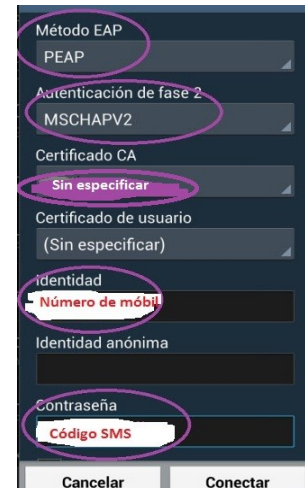 Método EAP
PEAP
Autenticación de fase 2
MSCHAPV2
Certificado CA
Sin especificar
Certificado de usuario
(Sin especificar)
Identidad
Número de móbil
Identidad anónima
Contraseña
Código SMS
Cancelar
Conectar